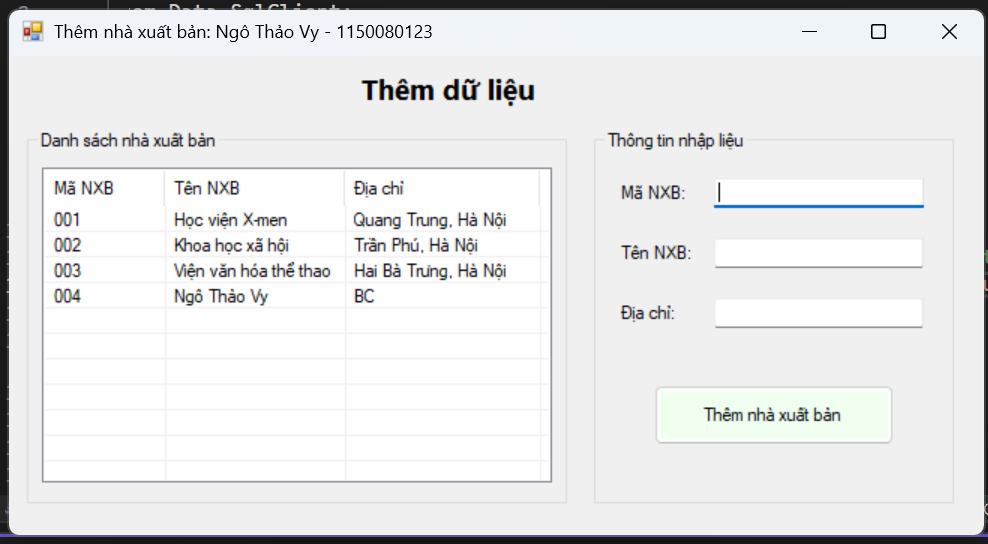 em.Data.SqlClient;
Thêm nhà xuất bản: Ngô Thảo Vy - 1150080123
Thêm dữ liệu
Danh sách nhà xuất bản
Mã NXB Tên NXB Địa chỉ
001 Học viện X-men Quang Trung, Hà Nội
002 Khoa học xã hội Trần Phú, Hà Nội
003 Viện văn hóa thể thao Hai Bà Trưng, Hà Nội
004 Ngô Thảo Vy BC
Thông tin nhập liệu
Mã NXB:
Tên NXB:
Địa chỉ:
Thêm nhà xuất bản